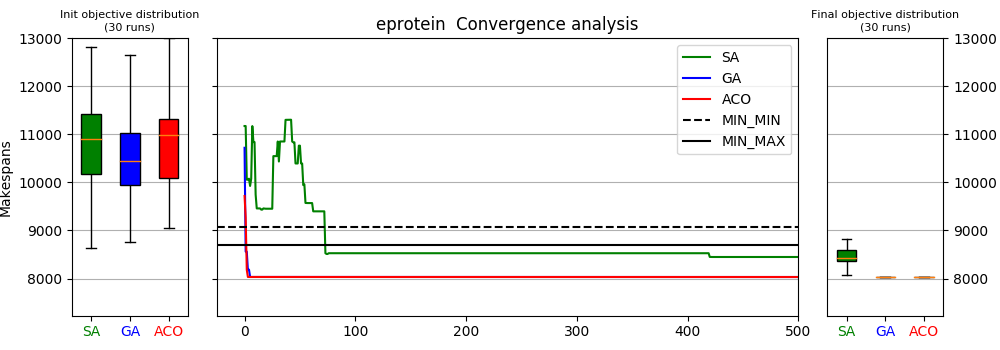 Init objective distribution
(30 runs)
eprotein  Convergence analysis
Final objective distribution
(30 runs)
Makespans
13000
12000
11000
10000
9000
8000
SA
GA
ACO
SA
GA
ACO
MIN_MIN
MIN_MAX
0
100
200
300
400
500
13000
12000
11000
10000
9000
8000
SA
GA
ACO